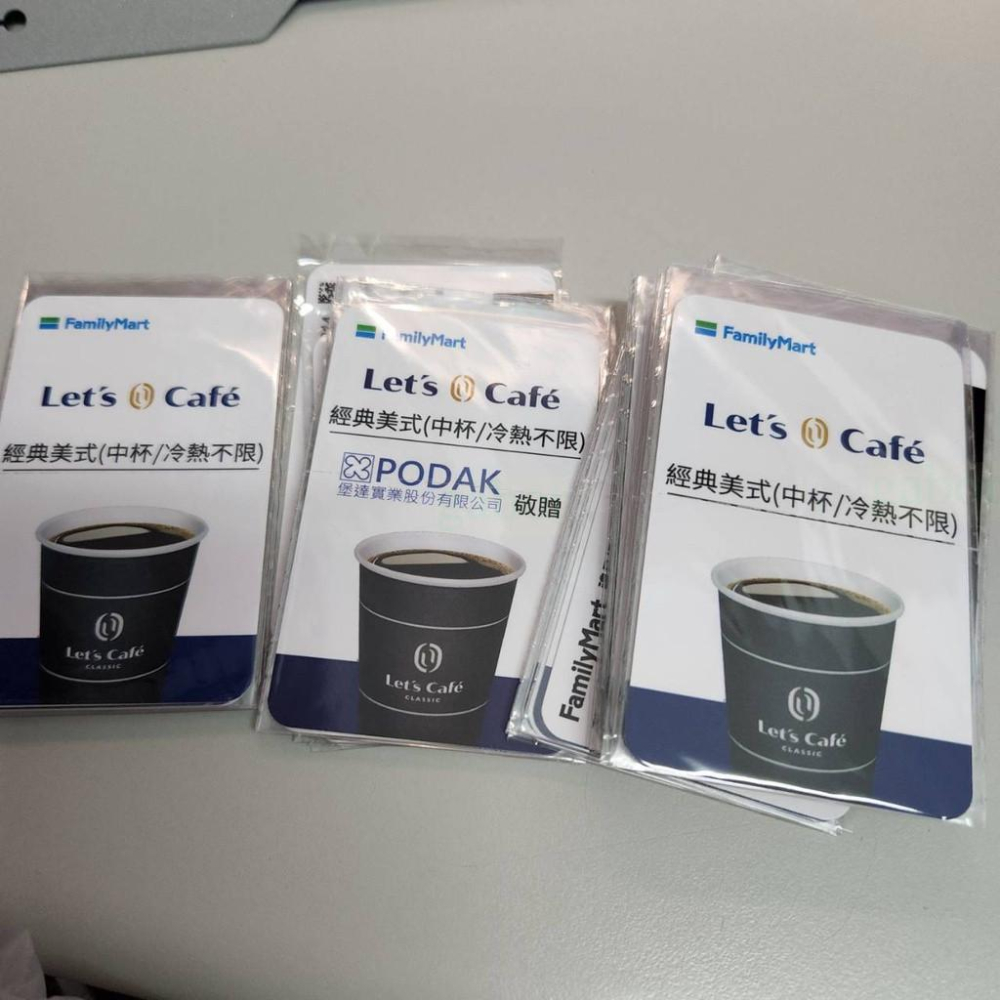 FamilyMart
Let's Café
經典美式(中杯/冷熱不限)
Let's Café
CLASSIC
FamilyMart
Let's Café
經典美式(中杯/冷熱不限)
PODAK
堡達實業股份有限公司 敬贈
Let's Café
CLASSIC
FamilyMart
FamilyMart
Let's Café
經典美式(中杯/冷熱不限)
Let's Café
CLASSIC